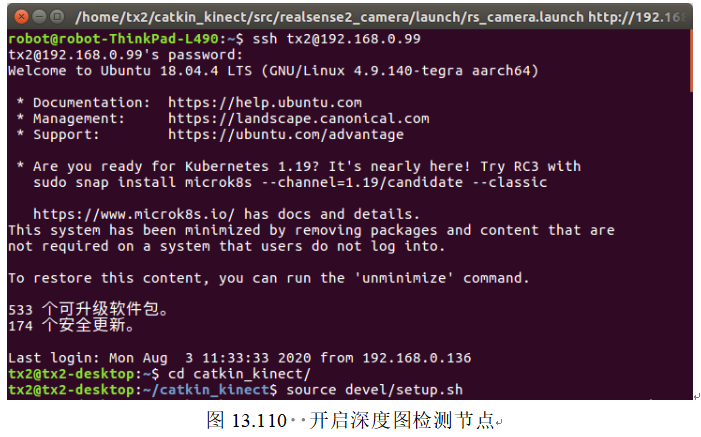 /home/tx2/catkin_kinect/src/realsense2_camera/launch/rs_camera.launch http://192.168
robot@robot-ThinkPad-L490:~$ ssh tx2@192.168.0.99
tx2@192.168.0.99's password:
Welcome to Ubuntu 18.04.4 LTS (GNU/Linux 4.9.140-tegra aarch64)
* Documentation: https://help.ubuntu.com
* Management: https://landscape.canonical.com
* Support: https://ubuntu.com/advantage
* Are you ready for Kubernetes 1.19? It's nearly here! Try RC3 with
sudo snap install microk8s --channel=1.19/candidate --classic
https://www.microk8s.io/ has docs and details.
This system has been minimized by removing packages and content that are
not required on a system that users do not log into.
To restore this content, you can run the 'unminimize' command.
533 个可升级软件包。
174 个安全更新。
Last login: Mon Aug  3 11:33:33 2020 from 192.168.0.136
tx2@tx2-desktop:~$ cd catkin_kinect/
tx2@tx2-desktop:~/catkin_kinect$ source devel/setup.sh
图 13.110 开启深度图检测节点